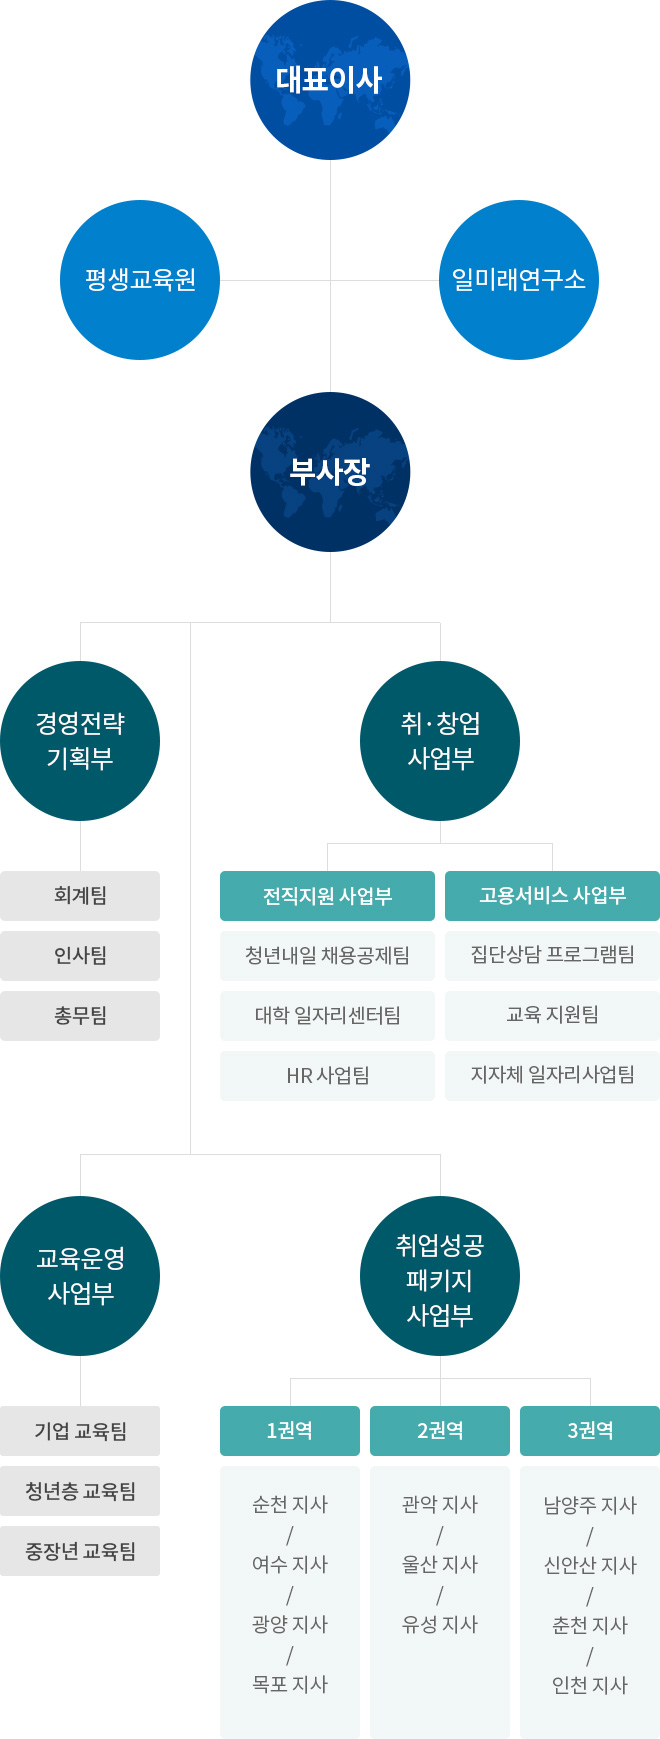 대표이사
평생교육원
일미래연구소
부사장
경영전략
기획부
취·창업
사업부
회계팀
인사팀
총무팀
전직지원 사업부
청년내일 채용공제팀
대학 일자리센터팀
HR 사업팀
고용서비스 사업부
집단상담 프로그램팀
교육 지원팀
지자체 일자리사업팀
교육운영
사업부
취업성공
패키지
사업부
기업 교육팀
청년층 교육팀
중장년 교육팀
1권역
순천 지사
/
여수 지사
/
광양 지사
/
목포 지사
2권역
관악 지사
/
울산 지사
/
유성 지사
3권역
남양주 지사
/
신안산 지사
/
춘천 지사
/
인천 지사